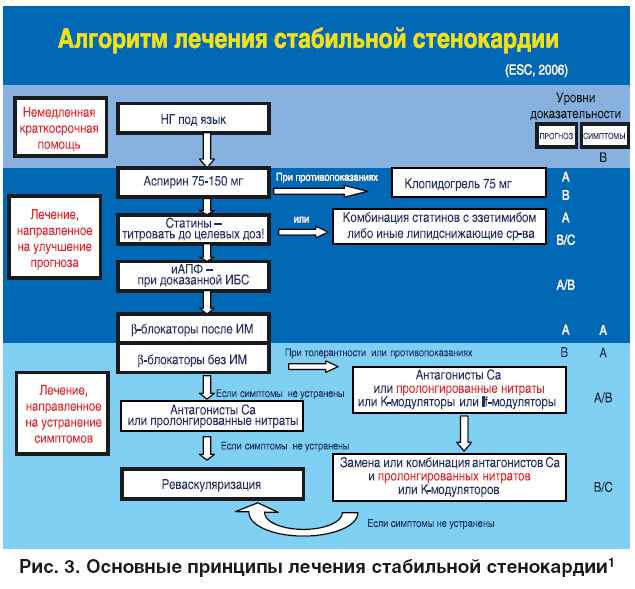 Алгоритм лечения стабильной стенокардии
(ESC, 2006)
Немедленная
краткосрочная
помощь
НГ под язык
Уровни
доказательности
ПРОГНОЗ
СИМПТОМЫ
B
Аспирин 75-150 мг
При противопоказаниях
Клопидогрель 75 мг
A
B
Лечение,
направленное
на улучшение
прогноза
Статины –
титровать до целевых доз!
или
Комбинация статинов с эзетимибом
либо иные липидснижающие ср-ва
A
B/C
иАПФ –
при доказанной ИБС
A/B
β-блокаторы после ИМ
A
A
β-блокаторы без ИМ
При толерантности или противопоказаниях
B
A
Лечение,
направленное
на устранение
симптомов
Если симптомы не устранены
Антагонисты Ca
или пролонгированные нитраты
или K-модуляторы или If-модуляторы
A/B
Антагонисты Ca
или пролонгированные нитраты
Если симптомы не устранены
Реваскуляризация
Замена или комбинация антагонистов Ca
и пролонгированных нитратов
или K-модуляторов
B/C
Если симптомы не устранены
Рис. 3. Основные принципы лечения стабильной стенокардии¹